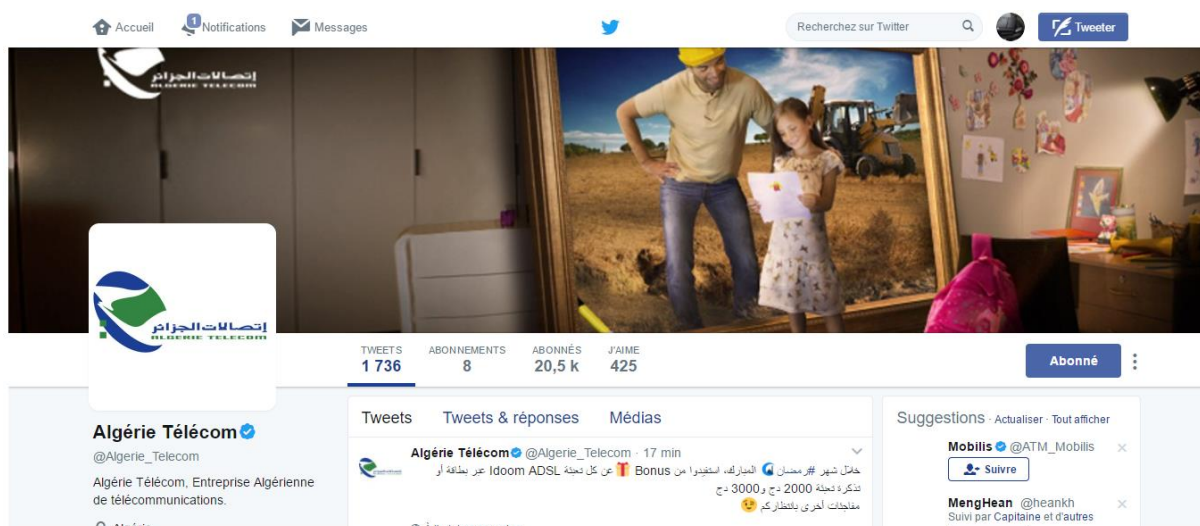 Accueil
1
Notifications
Messages
Recherchez sur Twitter
Tweeter
إتصالات الجزائر
ALGERIE TELECOM
إتصالات الجزائر
ALGERIE TELECOM
TWEETS
1 736
ABONNEMENTS
8
ABONNÉS
20,5 k
J'AIME
425
Abonné
Algérie Télécom
@Algerie_Telecom
Algérie Télécom, Entreprise Algérienne
de télécommunications.
Tweets Tweets & réponses Médias
Algérie Télécom @Algerie_Telecom · 17 min
خلال شهر #رمضان المبارك، استفيدوا من Bonus عن كل تعبئة Idoom ADSL عبر بطاقة أو
تذكرة تعبئة 2000 دج و3000 دج
مفاجئات أخرى بانتظاركم
Suggestions · Actualiser · Tout afficher
Mobilis @ATM_Mobilis
Suivre
MengHean @heankh
Suivi par Capitaine et d'autres